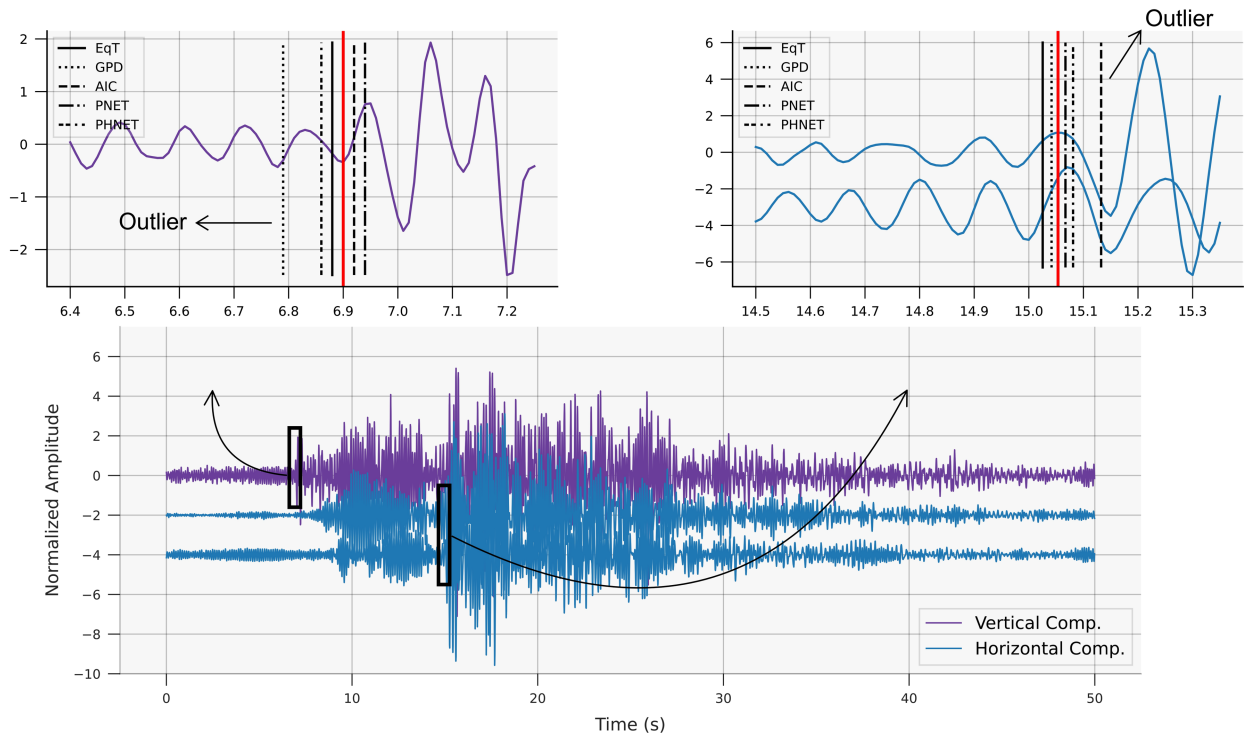 Outlier
2
1
0
−1
−2
EqT
GPD
AIC
PNET
PHNET
Outlier
6.4 6.5 6.6 6.7 6.8 6.9 7.0 7.1 7.2
6
4
2
0
−2
−4
−6
EqT
GPD
AIC
PNET
PHNET
14.5 14.6 14.7 14.8 14.9 15.0 15.1 15.2 15.3
Normalized Amplitude
6
4
2
0
−2
−4
−6
−8
−10
Vertical Comp.
Horizontal Comp.
0 10 20 30 40 50
Time (s)